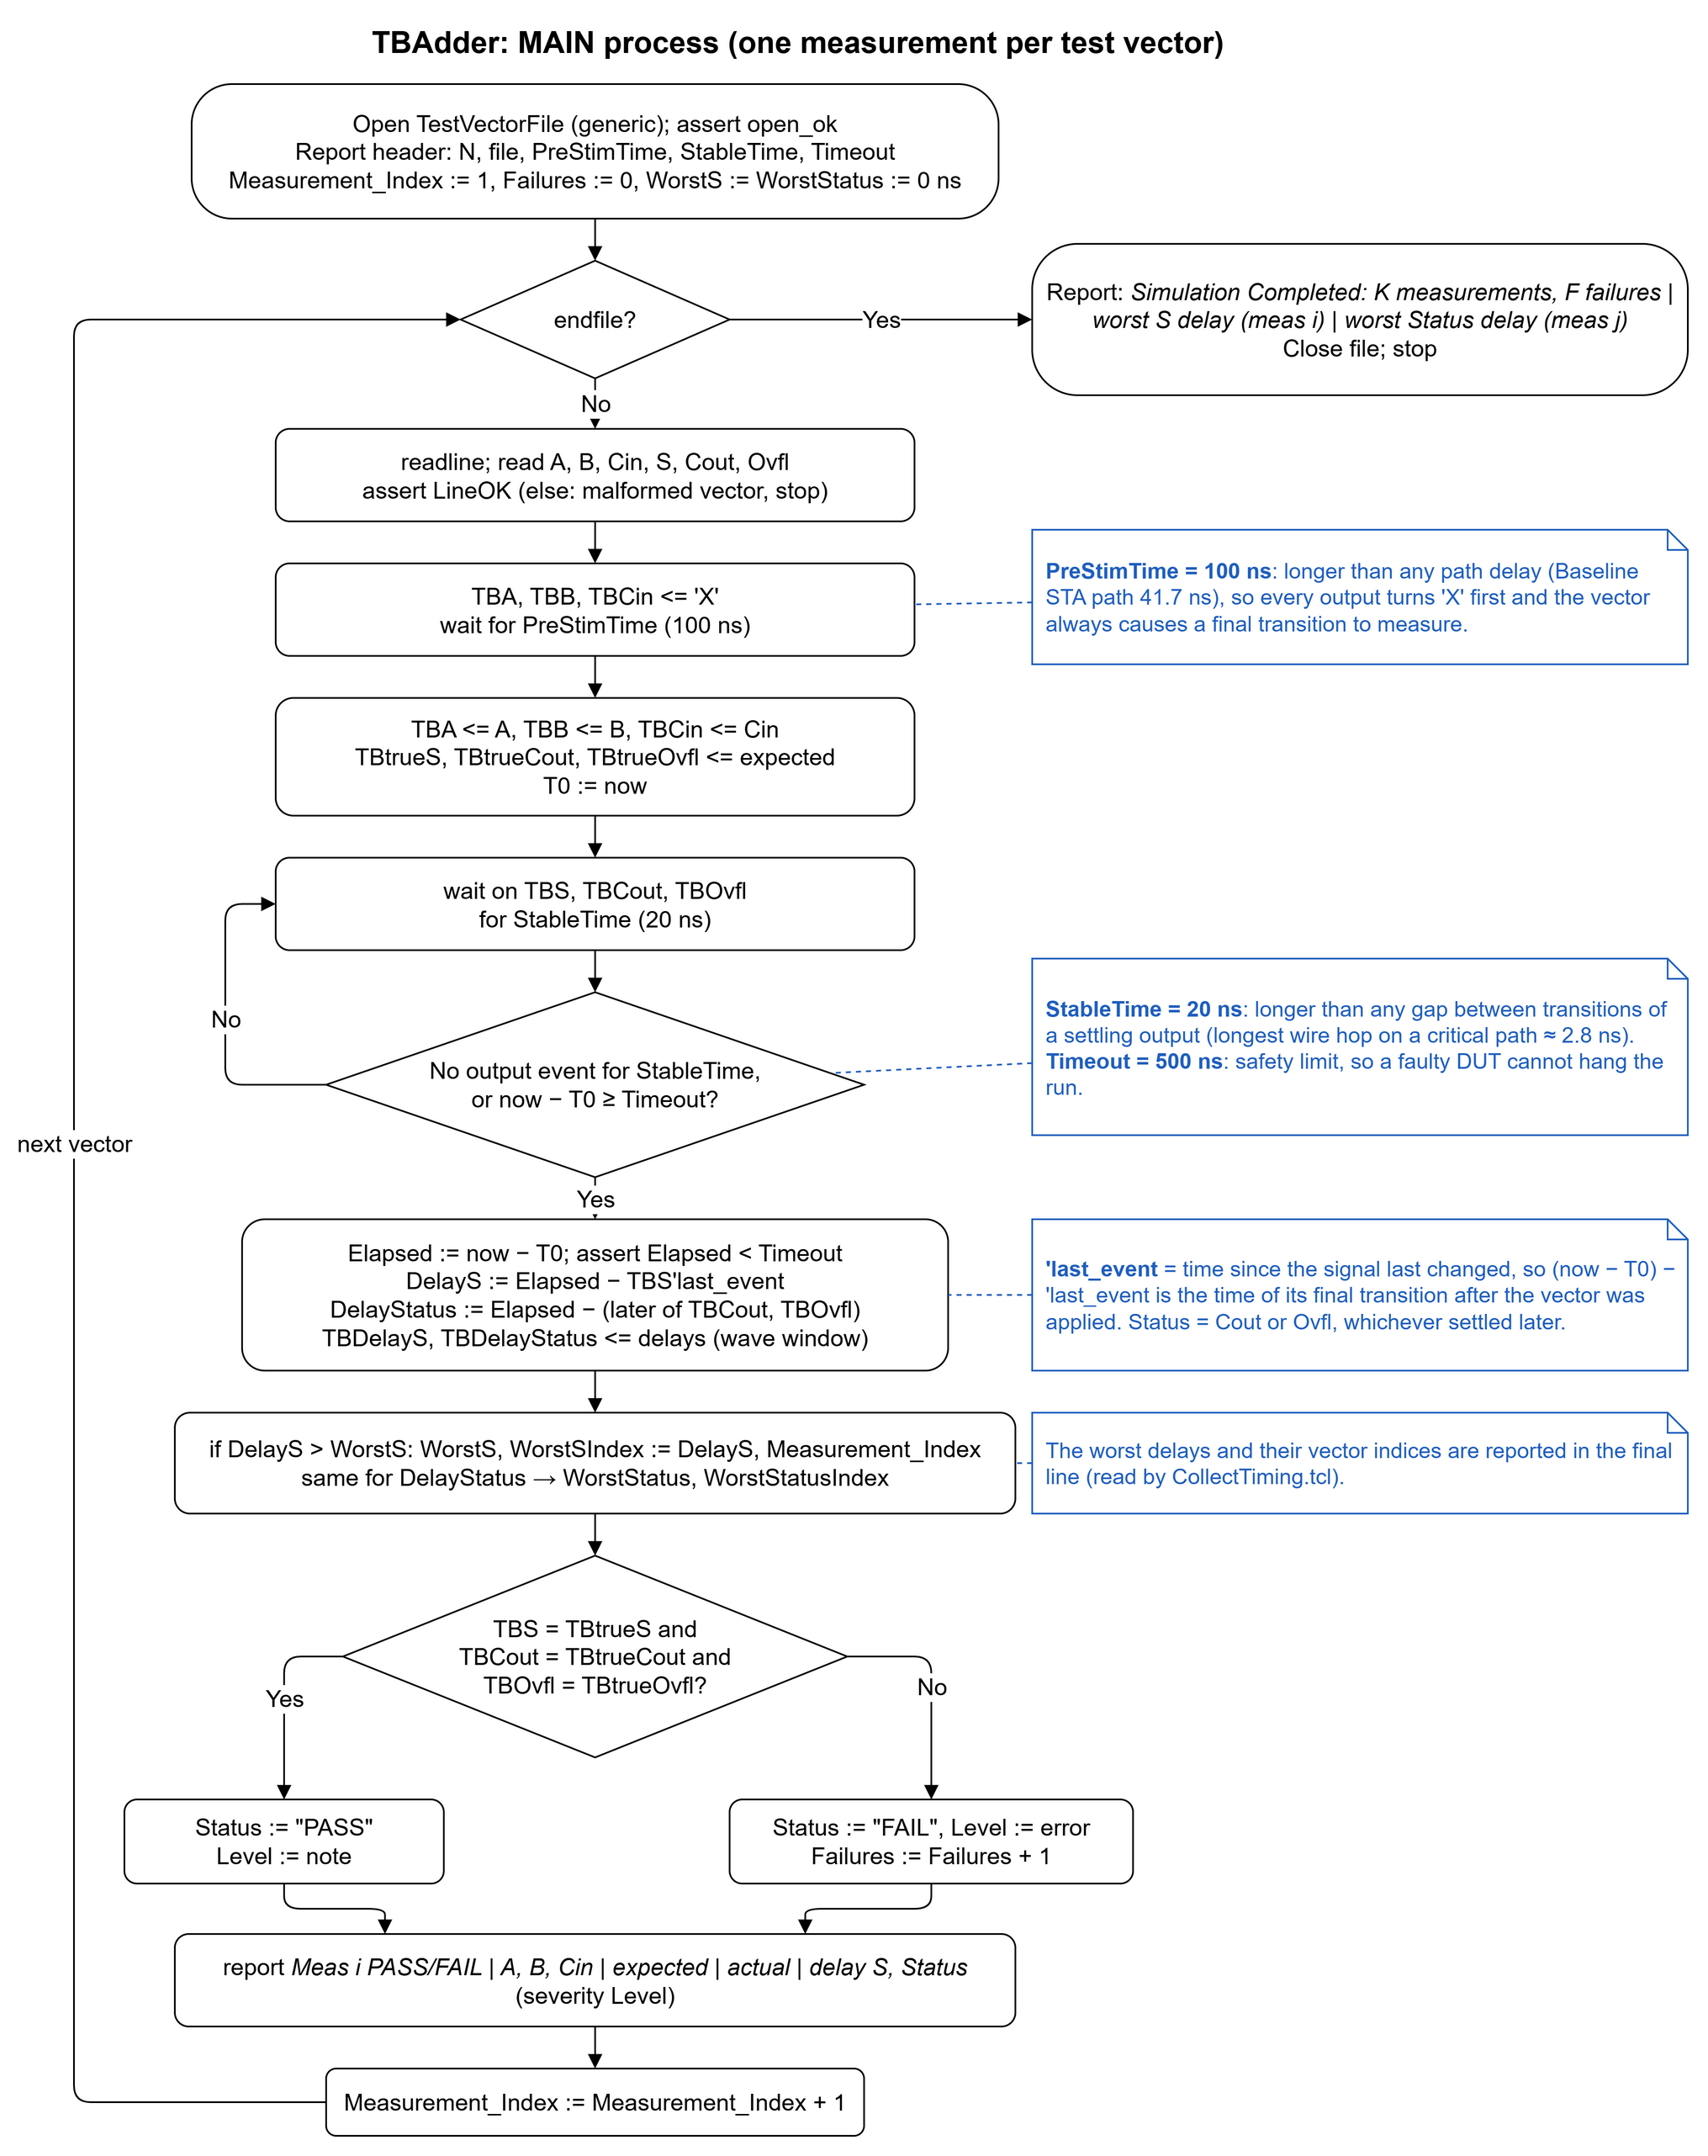 TBAdder: MAIN process (one measurement per test vector)
Open TestVectorFile (generic); assert open_ok
Report header: N, file, PreStimTime, StableTime, Timeout
Measurement_Index := 1, Failures := 0, WorstS := WorstStatus := 0 ns
endfile?
Yes
Report: Simulation Completed: K measurements, F failures |
worst S delay (meas i) | worst Status delay (meas j)
Close file; stop
No
readline; read A, B, Cin, S, Cout, Ovfl
assert LineOK (else: malformed vector, stop)
TBA, TBB, TBCin <= 'X'
wait for PreStimTime (100 ns)
PreStimTime = 100 ns: longer than any path delay (Baseline
STA path 41.7 ns), so every output turns 'X' first and the vector
always causes a final transition to measure.
TBA <= A, TBB <= B, TBCin <= Cin
TBtrueS, TBtrueCout, TBtrueOvfl <= expected
T0 := now
wait on TBS, TBCout, TBOvfl
for StableTime (20 ns)
No
No output event for StableTime,
or now − T0 ≥ Timeout?
StableTime = 20 ns: longer than any gap between transitions of
a settling output (longest wire hop on a critical path ≈ 2.8 ns).
Timeout = 500 ns: safety limit, so a faulty DUT cannot hang the
run.
next vector
Yes
Elapsed := now − T0; assert Elapsed < Timeout
DelayS := Elapsed − TBS'last_event
DelayStatus := Elapsed − (later of TBCout, TBOvfl)
TBDelayS, TBDelayStatus <= delays (wave window)
'last_event = time since the signal last changed, so (now − T0) −
'last_event is the time of its final transition after the vector was
applied. Status = Cout or Ovfl, whichever settled later.
if DelayS > WorstS: WorstS, WorstSIndex := DelayS, Measurement_Index
same for DelayStatus → WorstStatus, WorstStatusIndex
The worst delays and their vector indices are reported in the final
line (read by CollectTiming.tcl).
TBS = TBtrueS and
TBCout = TBtrueCout and
TBOvfl = TBtrueOvfl?
Yes
No
Status := "PASS"
Level := note
Status := "FAIL", Level := error
Failures := Failures + 1
report Meas i PASS/FAIL | A, B, Cin | expected | actual | delay S, Status
(severity Level)
Measurement_Index := Measurement_Index + 1